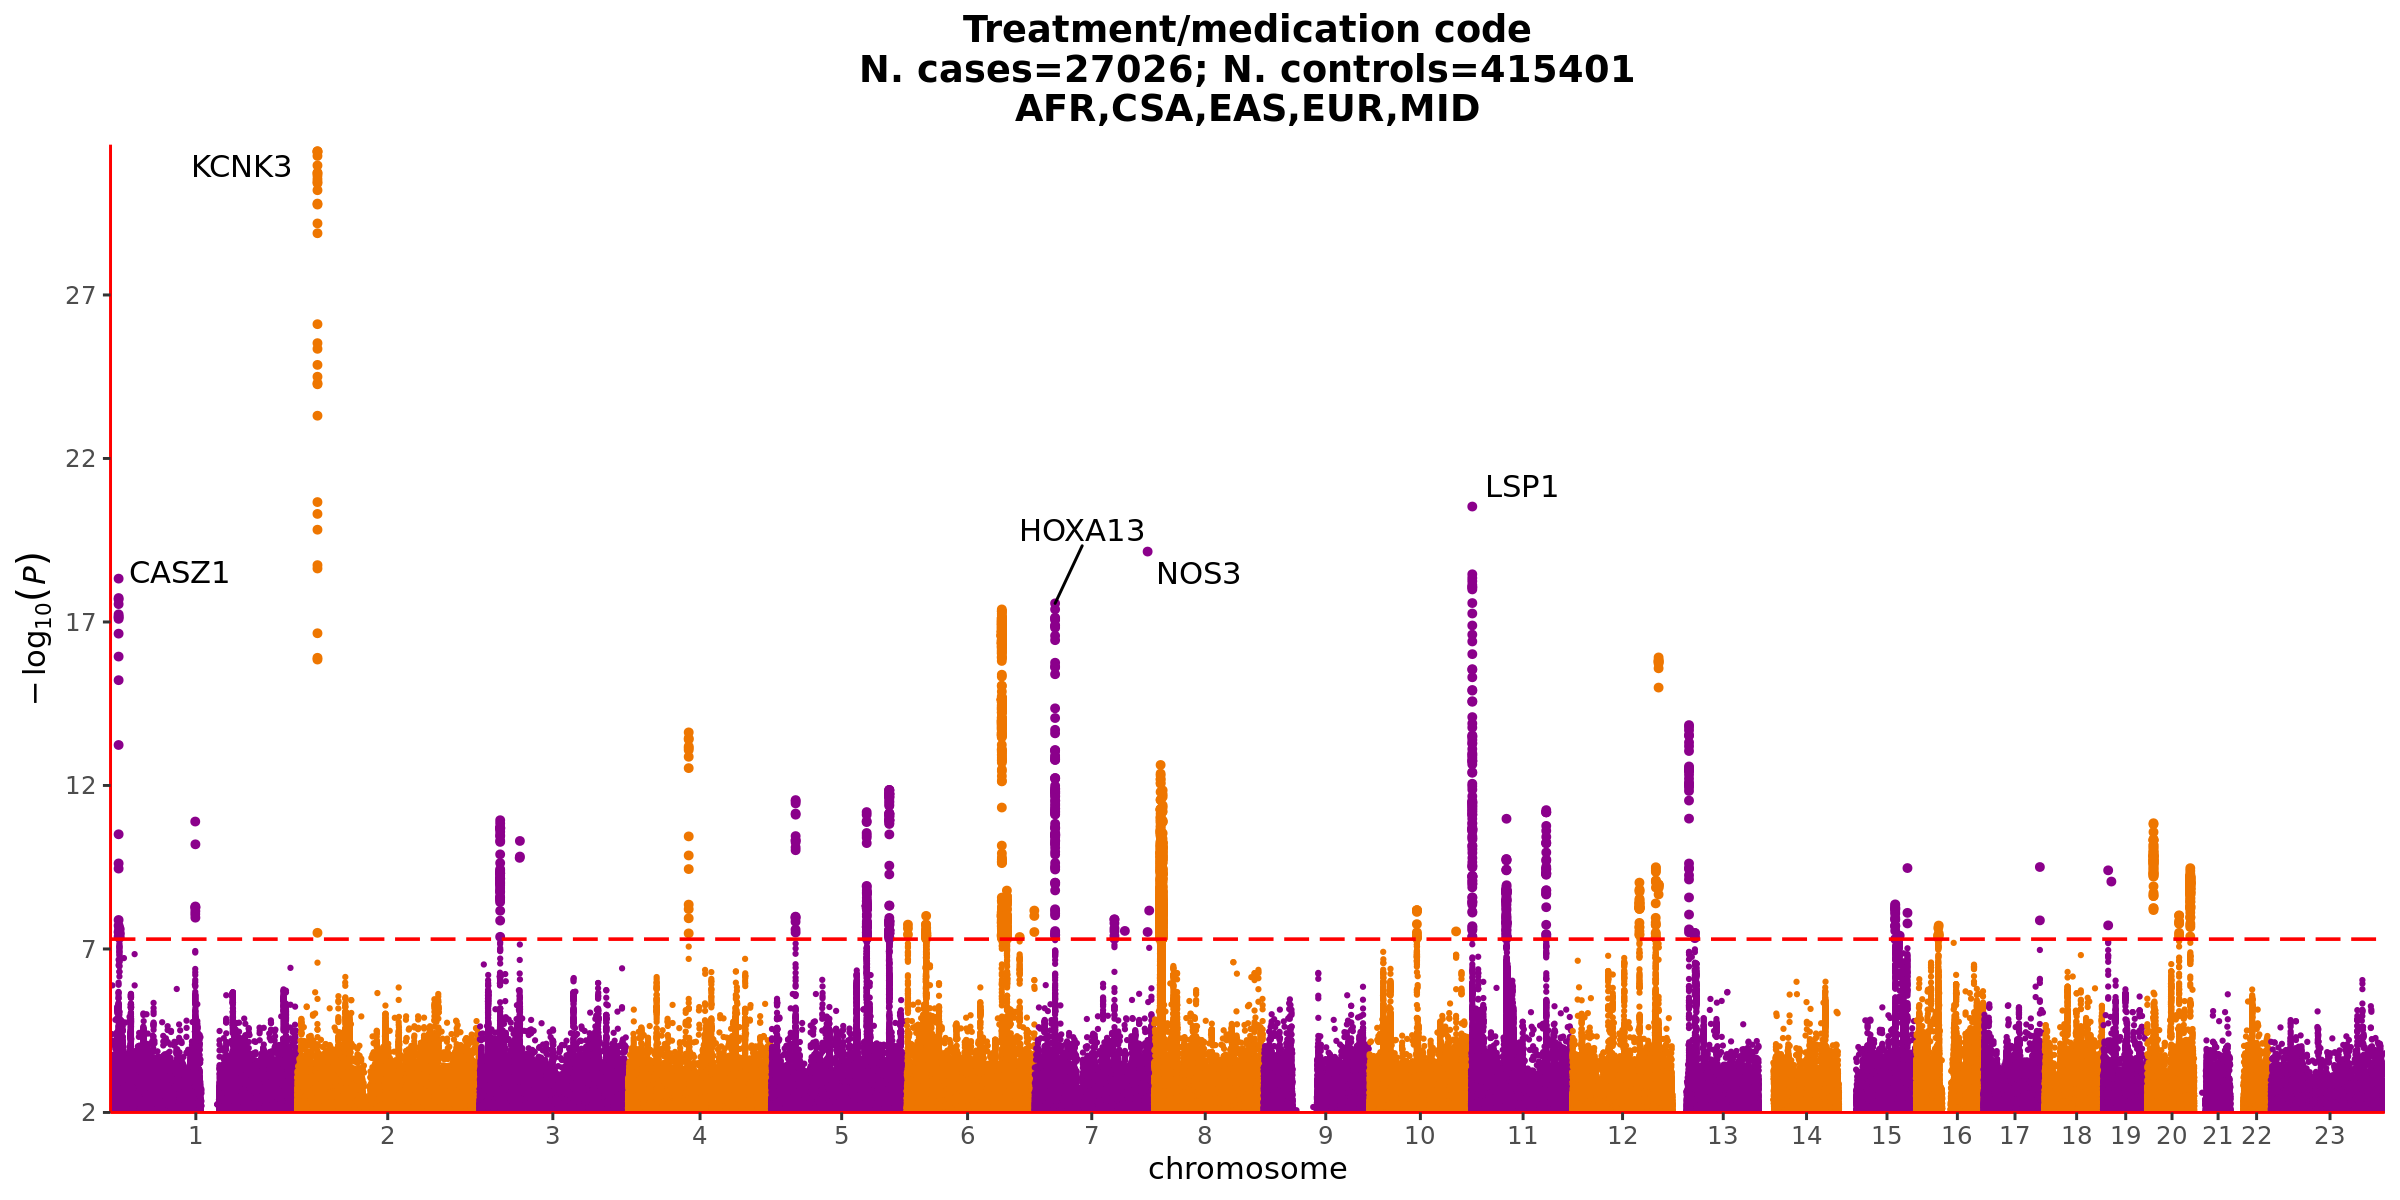 Treatment/medication code
N. cases=27026; N. controls=415401
AFR,CSA,EAS,EUR,MID
KCNK3
27
22
LSP1
HOXA13
NOS3
CASZ1
17
12
7
2
−log10(P)
1 2 3 4 5 6 7 8 9 10 11 12 13 14 15 16 17 18 19 20 21 22 23
chromosome